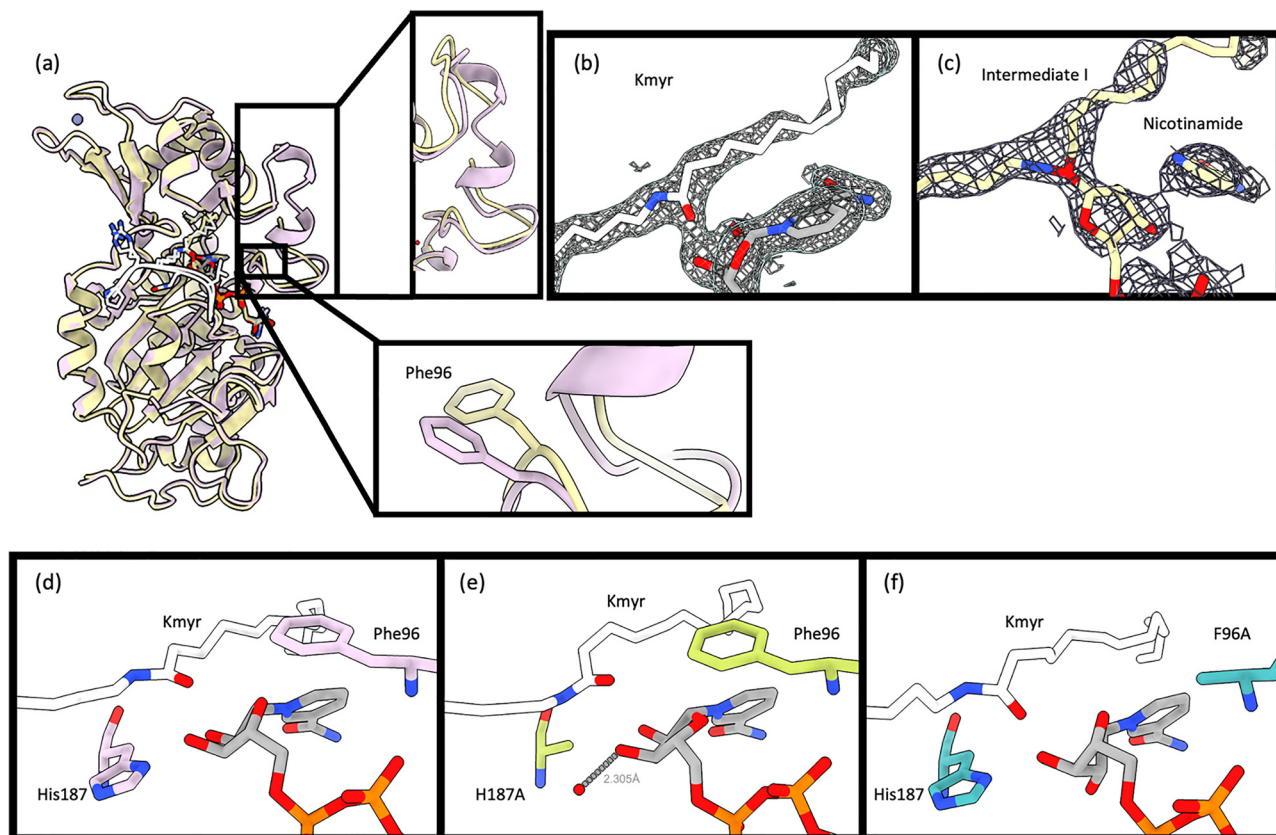 (a)
(b)
Kmyr
(c)
Intermediate I
Nicotinamide
Phe96
(d)
Kmyr
Phe96
His187
(e)
Kmyr
Phe96
H187A
2.305Å
(f)
Kmyr
F96A
His187